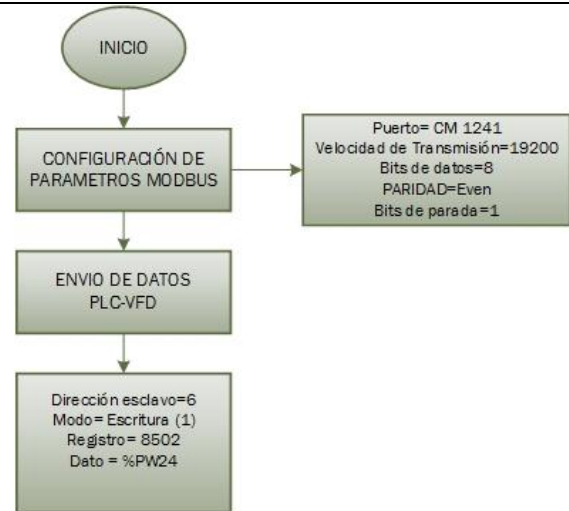 INICIO
CONFIGURACIÓN DE
PARAMETROS MODBUS
Puerto= CM 1241
Velocidad de Transmisión=19200
Bits de datos=8
PARIDAD=Even
Bits de parada=1
ENVIO DE DATOS
PLC-VFD
Dirección esclavo=6
Modo= Escritura (1)
Registro= 8502
Dato = %PW24